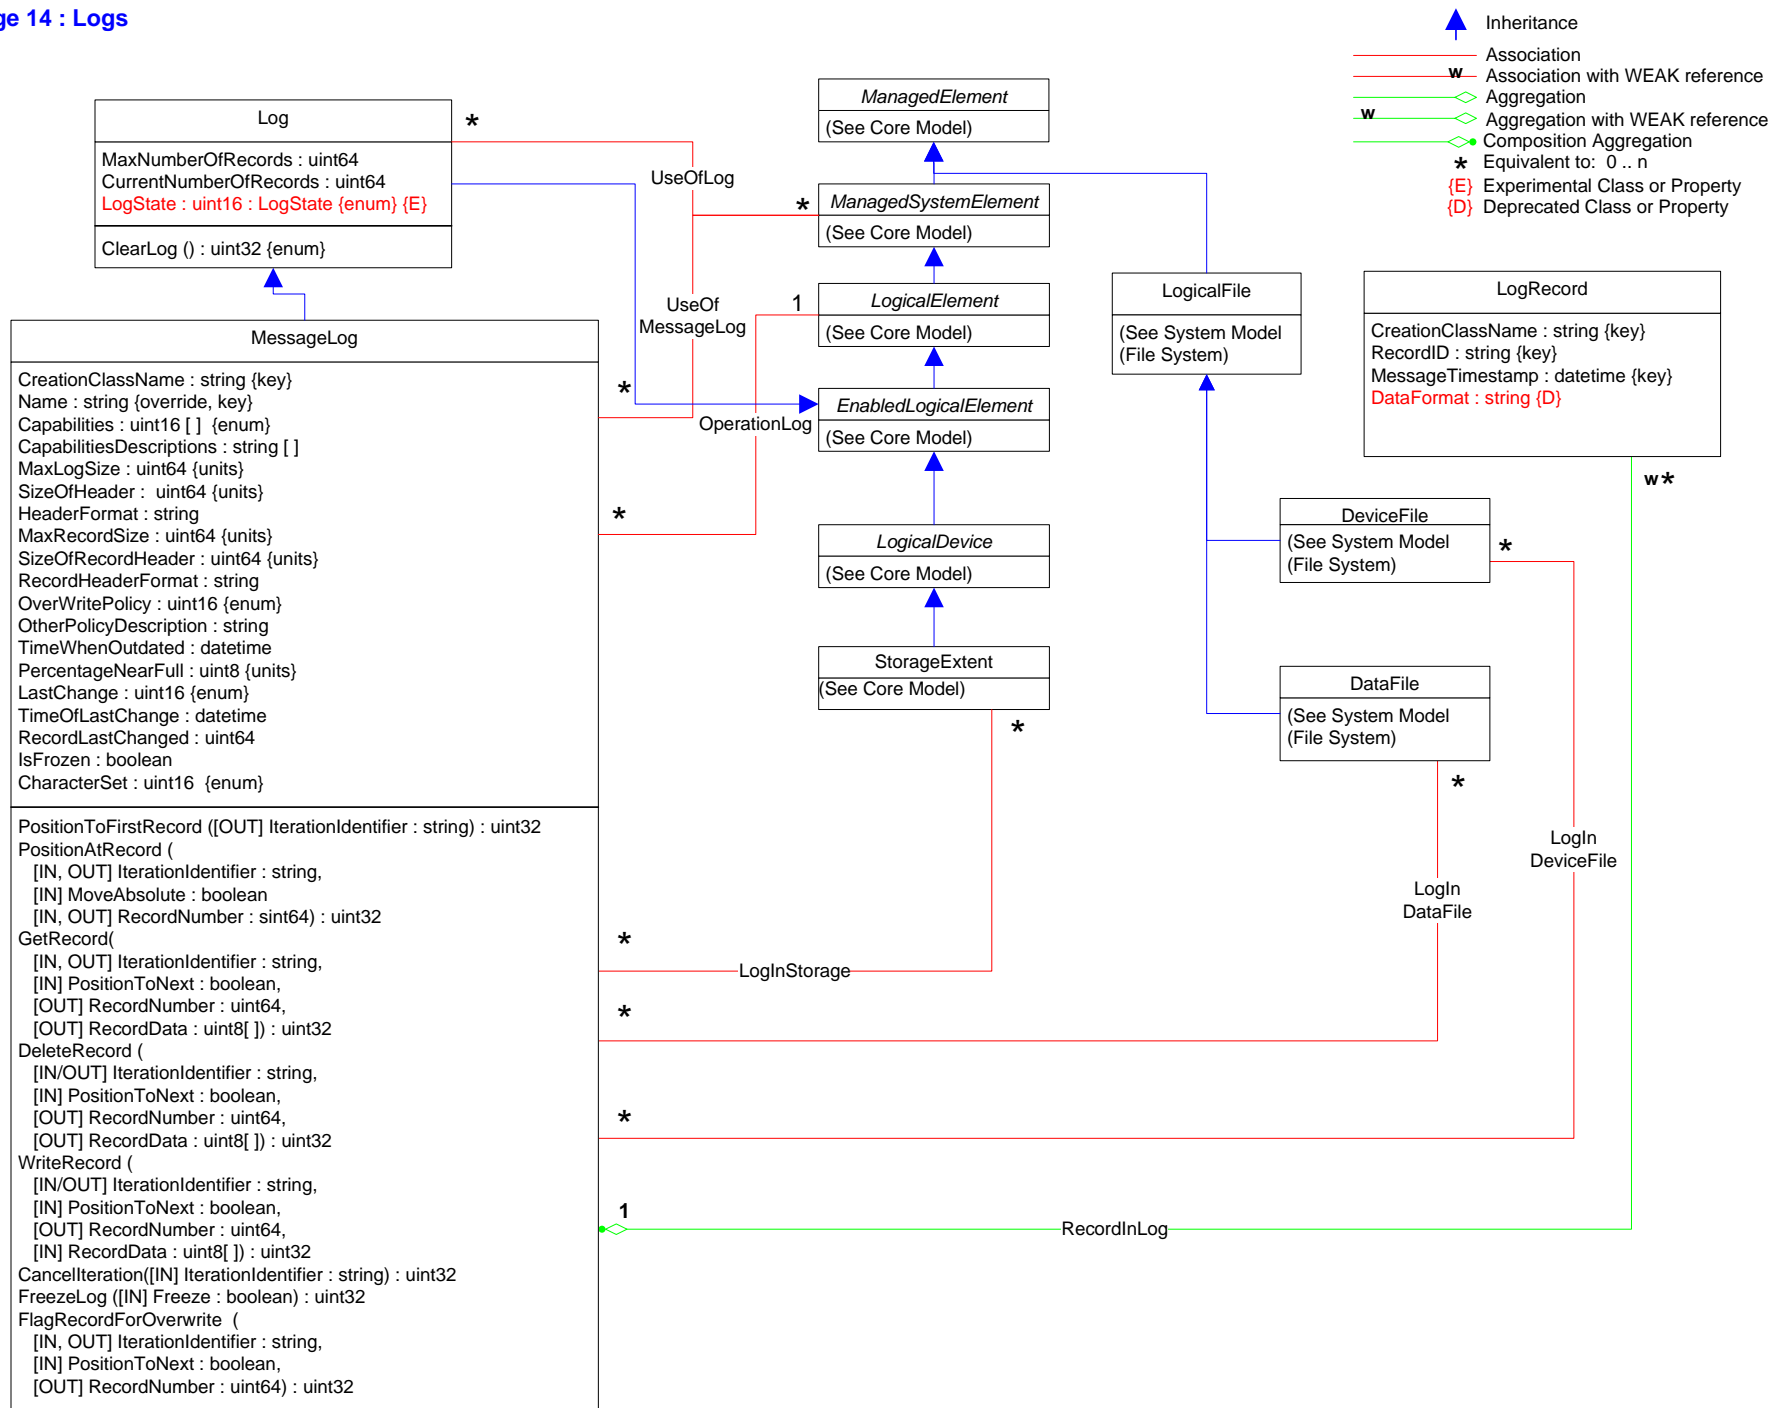 ge 14 : Logs
Inheritance
Association
w Association with WEAK reference
Aggregation
w Aggregation with WEAK reference
Composition Aggregation
* Equivalent to: 0 .. n
{E} Experimental Class or Property
{D} Deprecated Class or Property
Log
MaxNumberOfRecords : uint64
CurrentNumberOfRecords : uint64
LogState : uint16 : LogState {enum} {E}
ClearLog () : uint32 {enum}
*
UseOfLog
*
ManagedElement
(See Core Model)
ManagedSystemElement
(See Core Model)
UseOf
MessageLog
1
LogicalElement
(See Core Model)
*
OperationLog
EnabledLogicalElement
(See Core Model)
*
LogicalDevice
(See Core Model)
StorageExtent
(See Core Model)
*
LogicalFile
(See System Model
(File System)
LogRecord
CreationClassName : string {key}
RecordID : string {key}
MessageTimestamp : datetime {key}
DataFormat : string {D}
w*
DeviceFile
(See System Model
(File System)
*
DataFile
(See System Model
(File System)
*
LogIn
DeviceFile
LogIn
DataFile
MessageLog
CreationClassName : string {key}
Name : string {override, key}
Capabilities : uint16 [ ] {enum}
CapabilitiesDescriptions : string [ ]
MaxLogSize : uint64 {units}
SizeOfHeader : uint64 {units}
HeaderFormat : string
MaxRecordSize : uint64 {units}
SizeOfRecordHeader : uint64 {units}
RecordHeaderFormat : string
OverWritePolicy : uint16 {enum}
OtherPolicyDescription : string
TimeWhenOutdated : datetime
PercentageNearFull : uint8 {units}
LastChange : uint16 {enum}
TimeOfLastChange : datetime
RecordLastChanged : uint64
IsFrozen : boolean
CharacterSet : uint16 {enum}
PositionToFirstRecord ([OUT] IterationIdentifier : string) : uint32
PositionAtRecord (
[IN, OUT] IterationIdentifier : string,
[IN] MoveAbsolute : boolean
[IN, OUT] RecordNumber : sint64) : uint32
GetRecord(
[IN, OUT] IterationIdentifier : string,
[IN] PositionToNext : boolean,
[OUT] RecordNumber : uint64,
[OUT] RecordData : uint8[ ]) : uint32
DeleteRecord (
[IN/OUT] IterationIdentifier : string,
[IN] PositionToNext : boolean,
[OUT] RecordNumber : uint64,
[OUT] RecordData : uint8[ ]) : uint32
WriteRecord (
[IN/OUT] IterationIdentifier : string,
[IN] PositionToNext : boolean,
[OUT] RecordNumber : uint64,
[IN] RecordData : uint8[ ]) : uint32
CancelIteration([IN] IterationIdentifier : string) : uint32
FreezeLog ([IN] Freeze : boolean) : uint32
FlagRecordForOverwrite (
[IN, OUT] IterationIdentifier : string,
[IN] PositionToNext : boolean,
[OUT] RecordNumber : uint64) : uint32
*
LogInStorage
*
*
1
RecordInLog